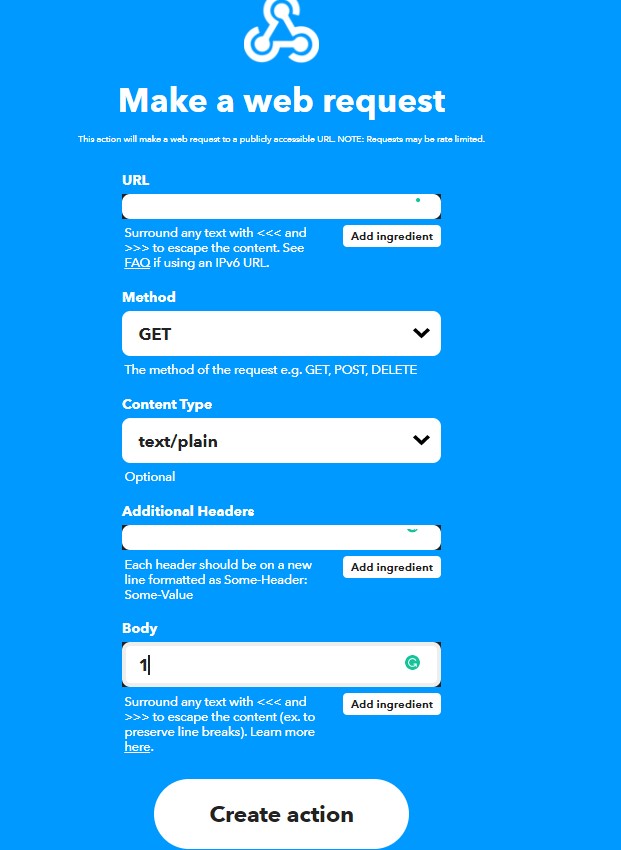 Make a web request
This action will make a web request to a publicly accessible URL. NOTE: Requests may be rate limited.
URL
Surround any text with <<< and
>>> to escape the content. See
FAQ if using an IPv6 URL.
Add ingredient
Method
GET
The method of the request e.g. GET, POST, DELETE
Content Type
text/plain
Optional
Additional Headers
Each header should be on a new
line formatted as Some-Header:
Some-Value
Add ingredient
Body
1
Surround any text with <<< and
>>> to escape the content (ex. to
preserve line breaks). Learn more
here.
Add ingredient
Create action